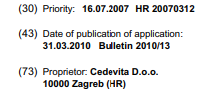 (30) Priority: 16.07.2007 HR 20070312
(43) Date of publication of application:
31.03.2010 Bulletin 2010/13
(73) Proprietor: Cedevita D.o.o.
10000 Zagreb (HR)